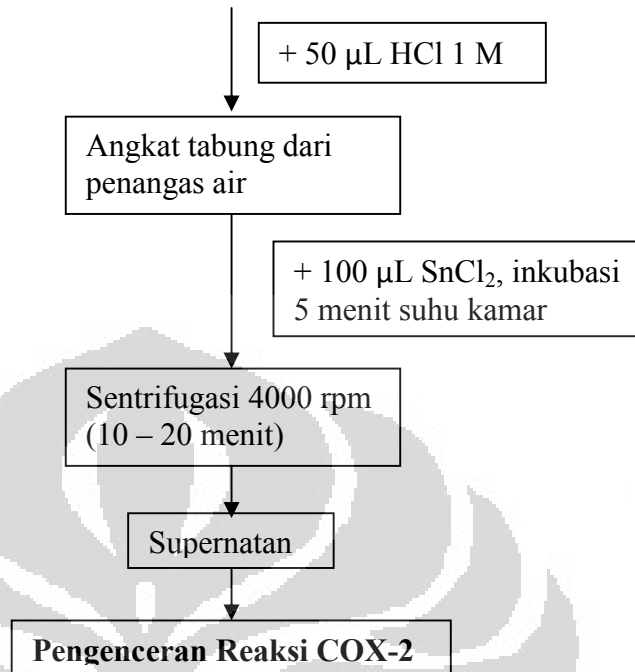 + 50 µL HCl 1 M
Angkat tabung dari
penangas air
+ 100 µL SnCl₂, inkubasi
5 menit suhu kamar
Sentrifugasi 4000 rpm
(10 – 20 menit)
Supernatan
Pengenceran Reaksi COX-2